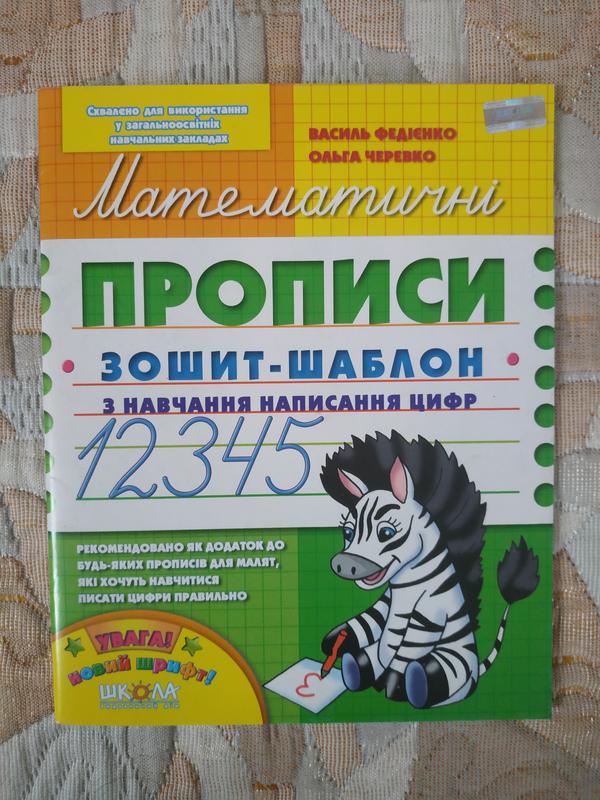 Схвалено для використання
у загальноосвітніх
навчальних закладах
ВАСИЛЬ ФЕДІЄНКО
ОЛЬГА ЧЕРЕВКО
Математичні
ПРОПИСИ
ЗОШИТ-ШАБЛОН
З НАВЧАННЯ НАПИСАННЯ ЦИФР
12345
РЕКОМЕНДОВАНО ЯК ДОДАТОК ДО
БУДЬ-ЯКИХ ПРОПИСІВ ДЛЯ МАЛЯТ,
ЯКІ ХОЧУТЬ НАВЧИТИСЯ
ПИСАТИ ЦИФРИ ПРАВИЛЬНО
УВАГА!
новий шрифт!
ШКОЛА